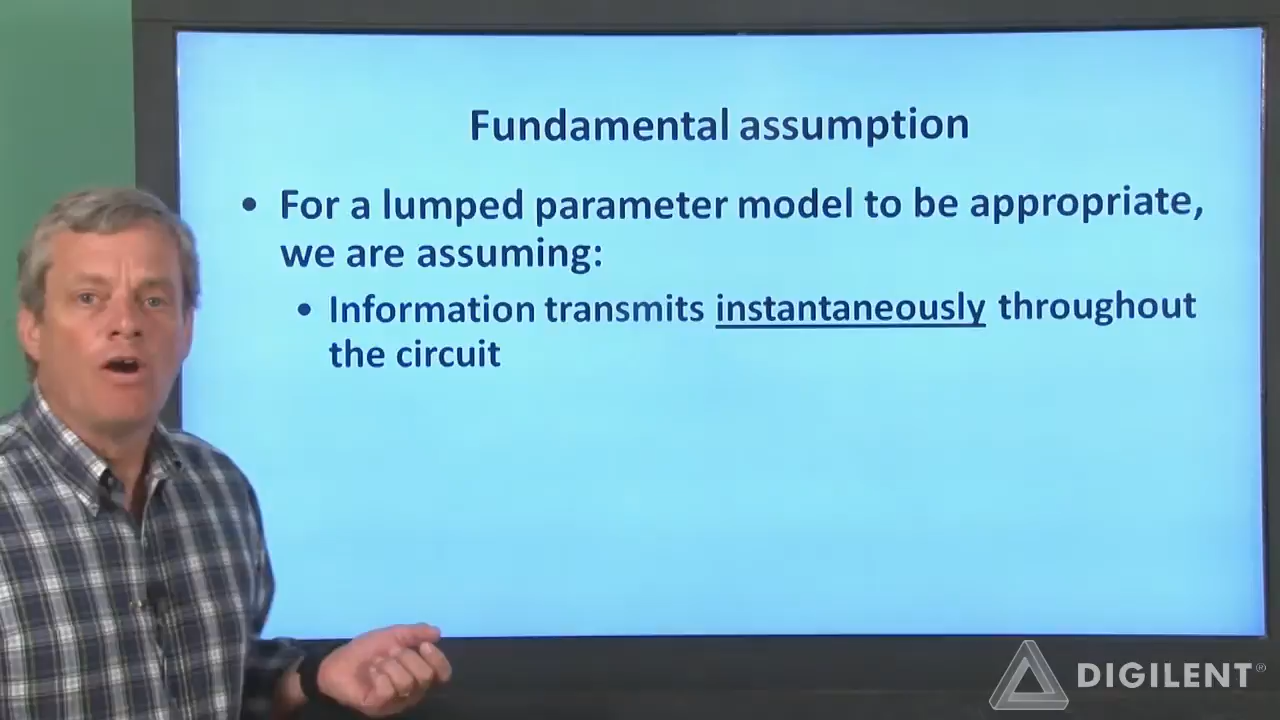 Fundamental assumption
• For a lumped parameter model to be appropriate,
we are assuming:
• Information transmits instantaneously throughout
the circuit
DIGILENT®